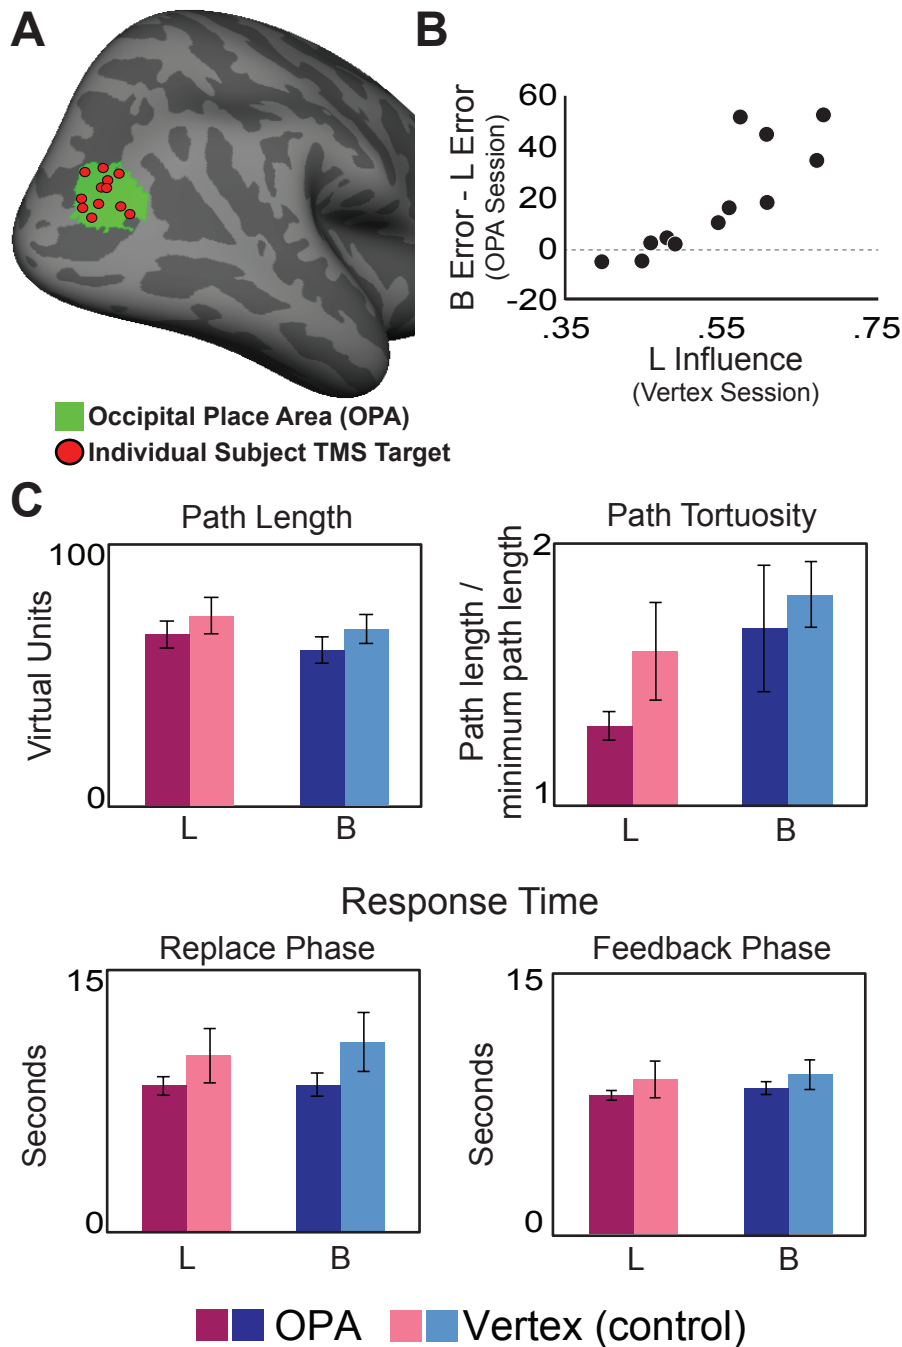 A
Occipital Place Area (OPA)
Individual Subject TMS Target
B
B Error - L Error
(OPA Session)
60
40
20
0
-20
.35
.55
.75
L Influence
(Vertex Session)
C
Path Length
Virtual Units
100
0
L
B
Path Tortuosity
Path length /
minimum path length
2
1
L
B
Response Time
Replace Phase
Seconds
15
0
L
B
Feedback Phase
Seconds
15
0
L
B
OPA
Vertex (control)